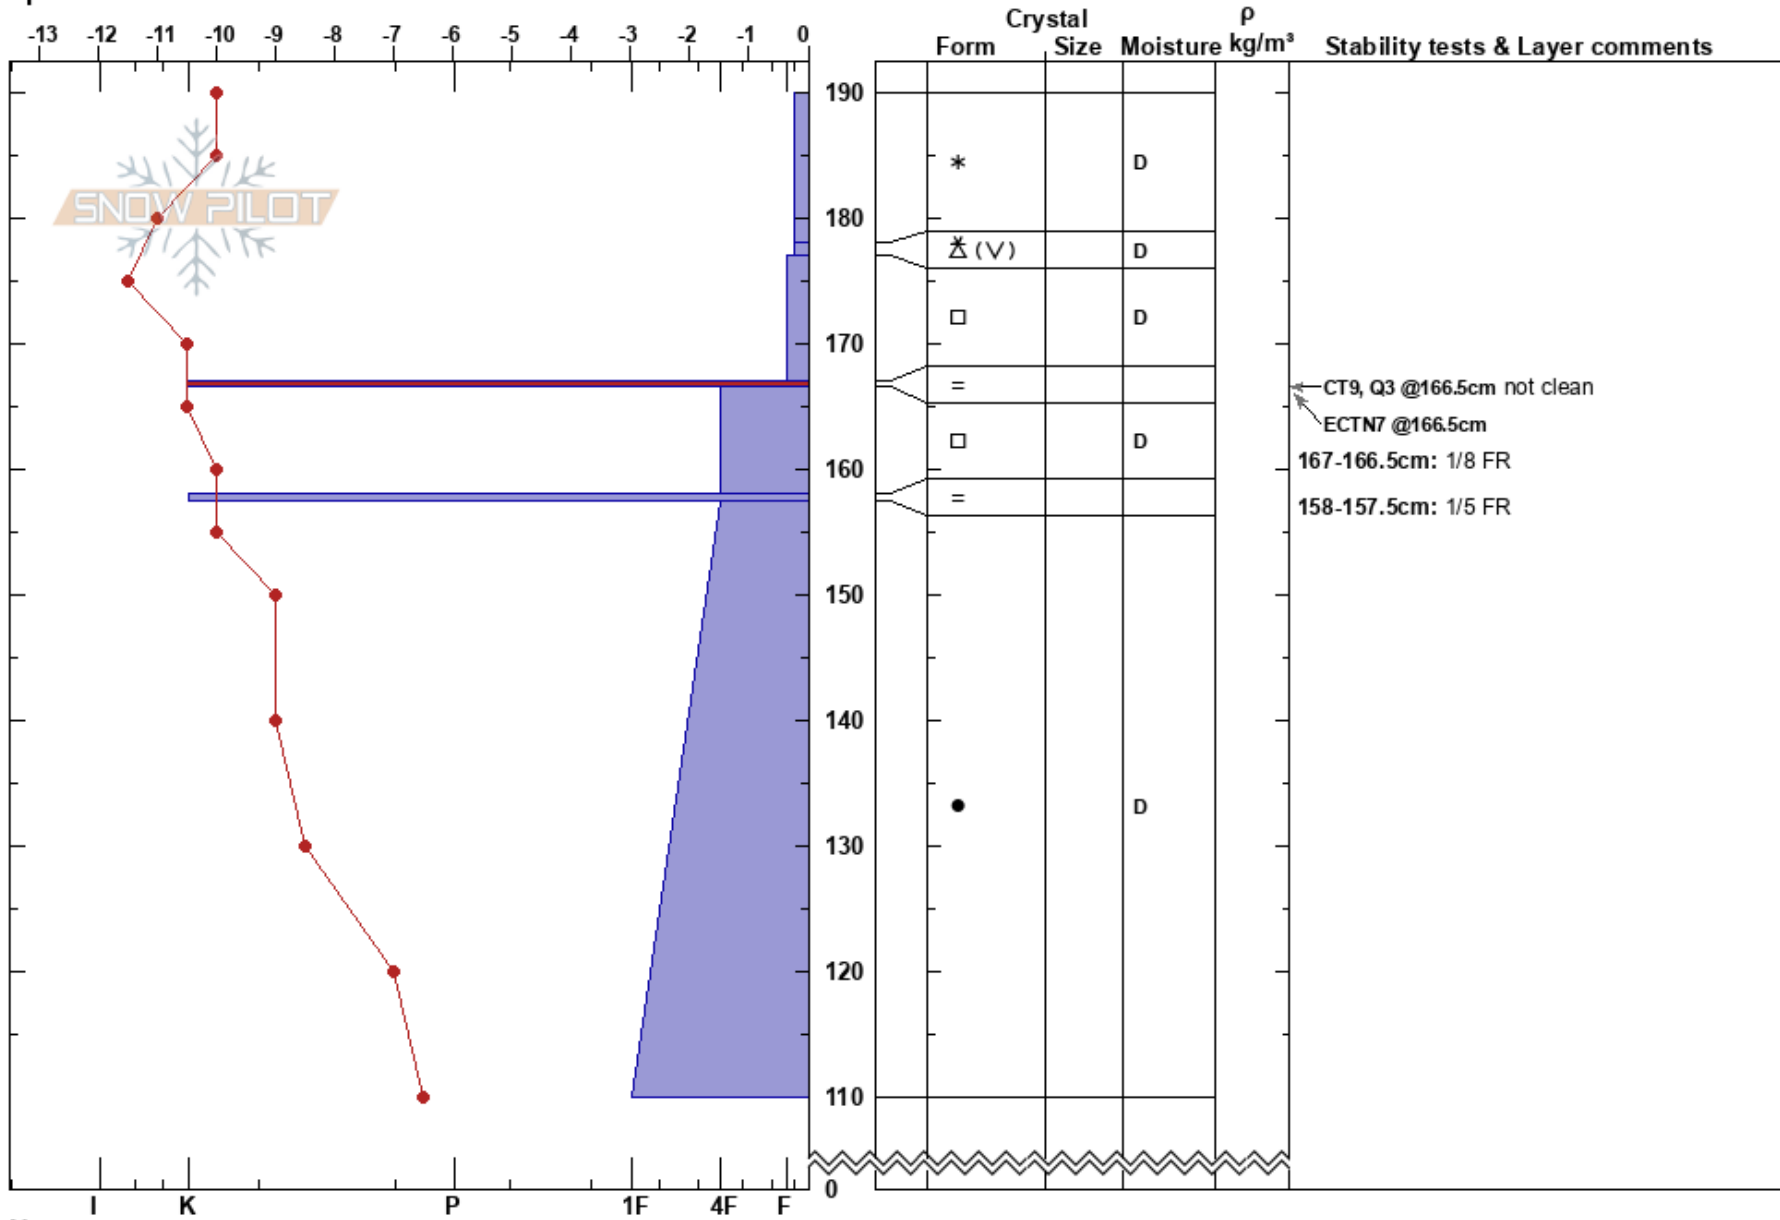 Crystal
ρ
Form Size Moisture kg/m³ Stability tests & Layer comments
-13 -12 -11 -10 -9 -8 -7 -6 -5 -4 -3 -2 -1 0
190
* D
SNOW PILOT
180
(V) D
D
170
= CT9, Q3 @166.5cm not clean
ECTN7 @166.5cm
D
160
167-166.5cm: 1/8 FR
= 158-157.5cm: 1/5 FR
150
140
130
D
120
110
0
I K P 1F 4F F